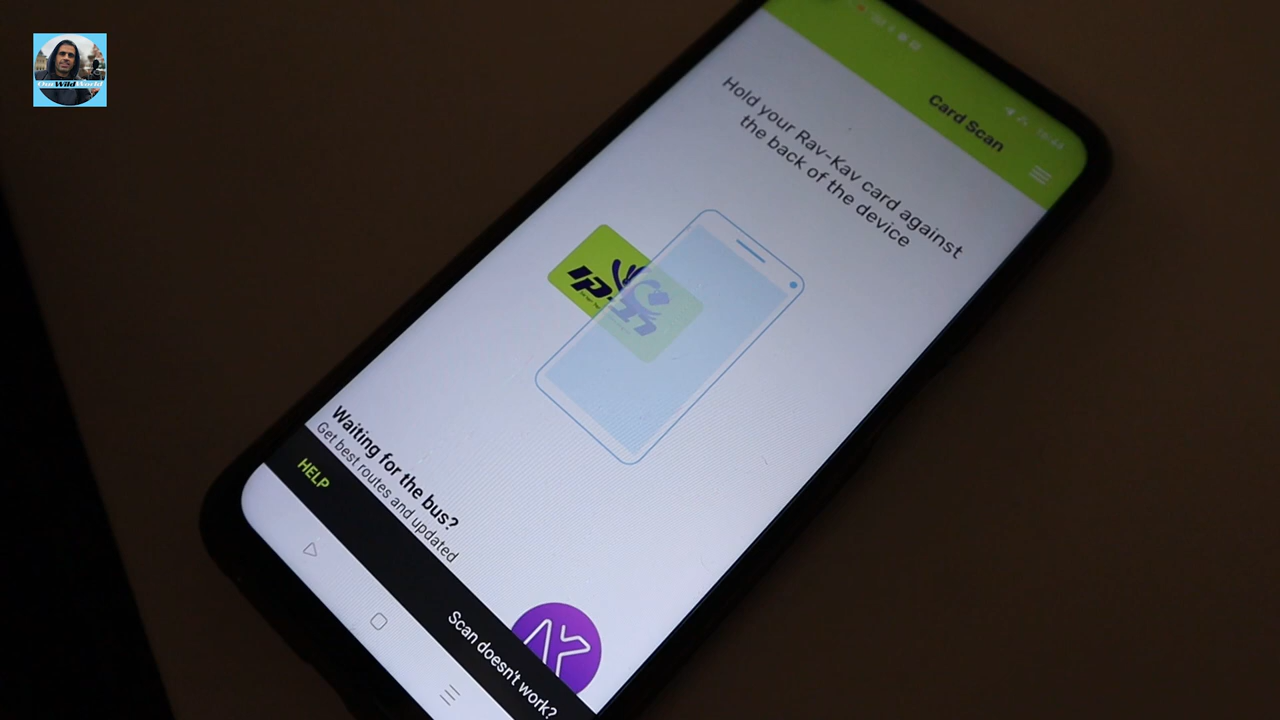 OurWildWorld
Card Scan
Hold your Rav-Kav card against
the back of the device
Waiting for the bus?
Get best routes and updated
Scan doesn't work?
HELP